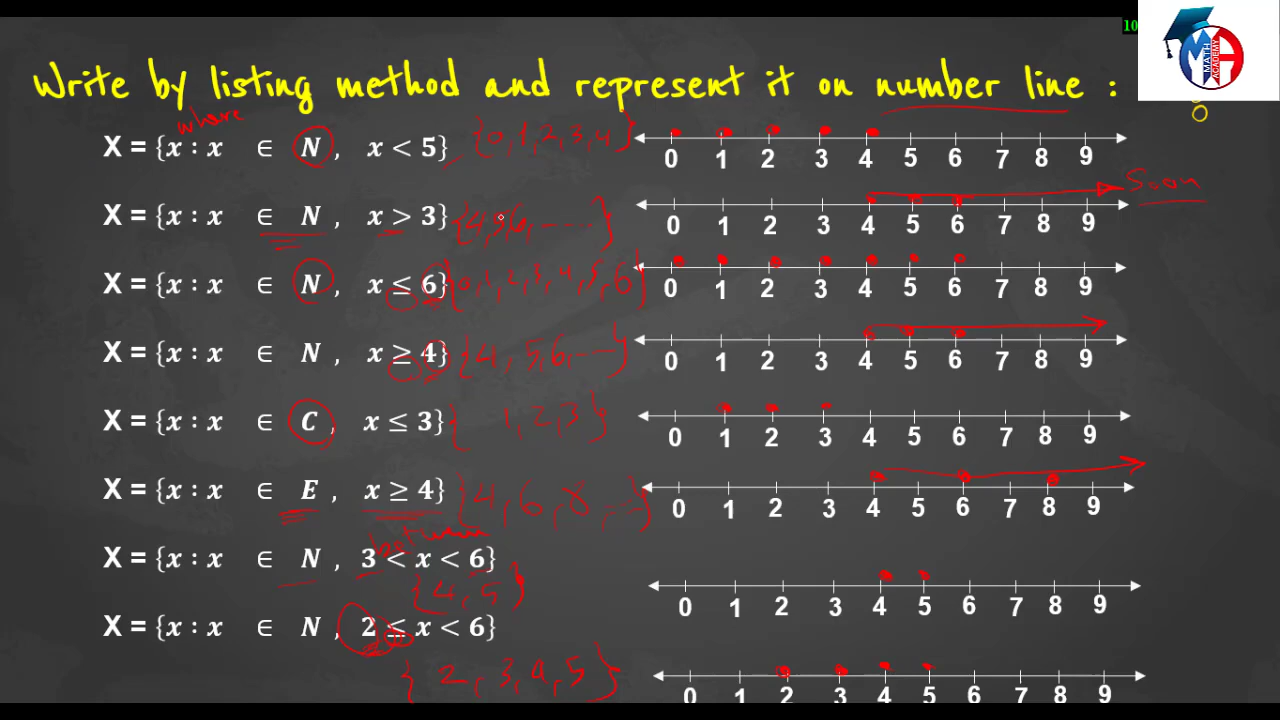 10
MATH ACADEMY
Write by listing method and represent it on number line :
where
X = {x : x ∈ N , x < 5} {0,1,2,3,4}
0 1 2 3 4 5 6 7 8 9
Soon
X = {x : x ∈ N , x > 3} {4,5,6,.....}
0 1 2 3 4 5 6 7 8 9
X = {x : x ∈ N , x ≤ 6} {0,1,2,3,4,5,6}
0 1 2 3 4 5 6 7 8 9
X = {x : x ∈ N , x ≥ 4} {4,5,6,....}
0 1 2 3 4 5 6 7 8 9
X = {x : x ∈ C , x ≤ 3} {1,2,3}
0 1 2 3 4 5 6 7 8 9
X = {x : x ∈ E , x ≥ 4} {4,6,8,...}
0 1 2 3 4 5 6 7 8 9
between
X = {x : x ∈ N , 3 < x < 6}
{4,5}
0 1 2 3 4 5 6 7 8 9
X = {x : x ∈ N , 2 ≤ x < 6}
{2,3,4,5}
0 1 2 3 4 5 6 7 8 9